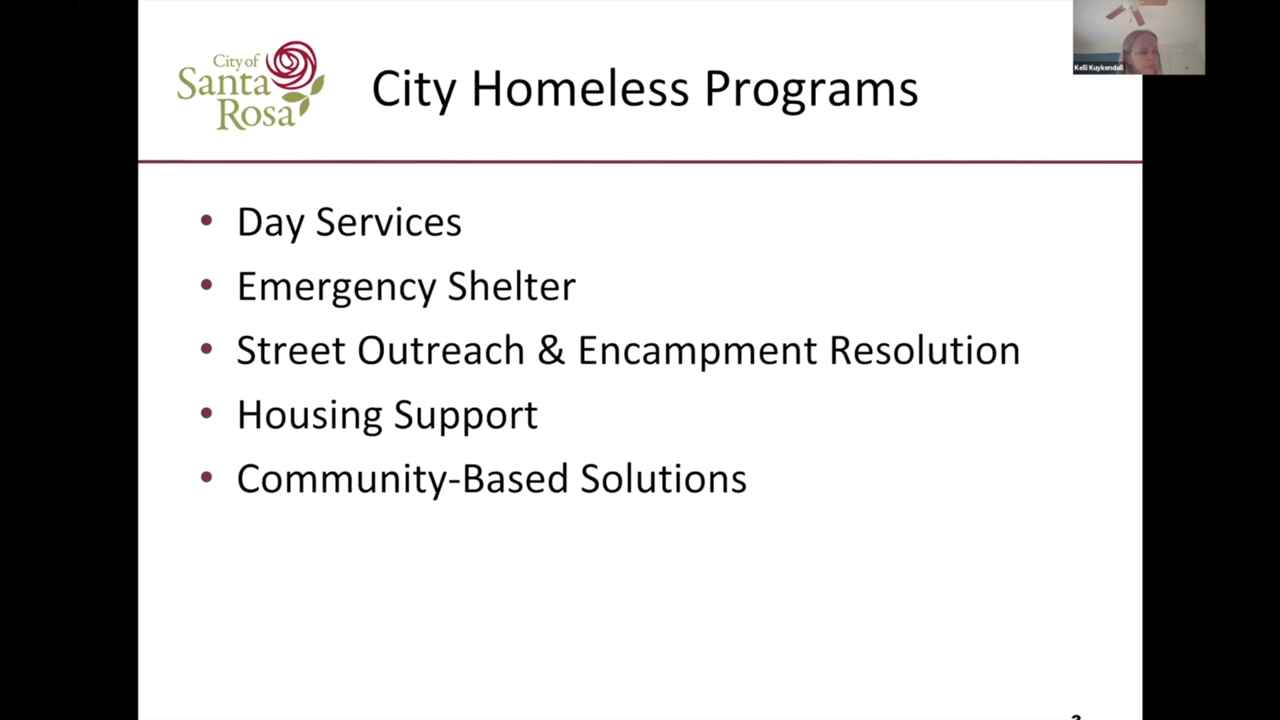 City of
Santa
Rosa
City Homeless Programs
Kelli Kuykendall
• Day Services
• Emergency Shelter
• Street Outreach & Encampment Resolution
• Housing Support
• Community-Based Solutions